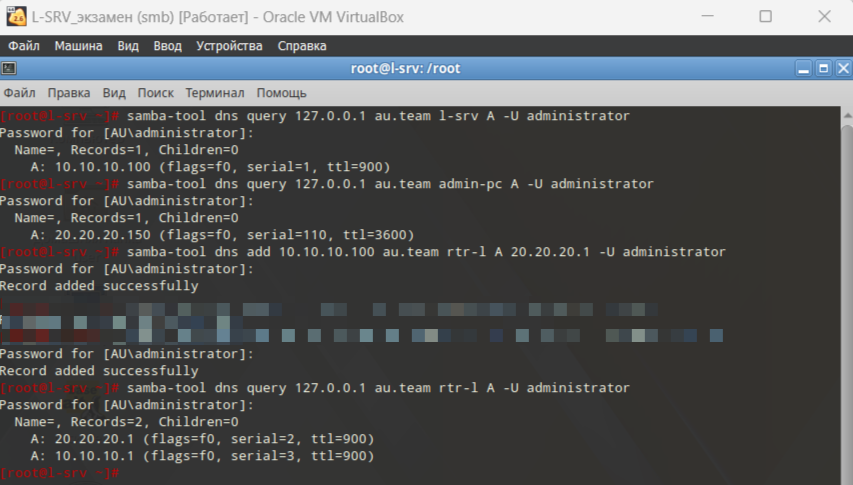 L-SRV_экзамен (smb) [Работает] - Oracle VM VirtualBox
Файл Машина Вид Ввод Устройства Справка
root@l-srv: /root
Файл Правка Вид Поиск Терминал Помощь
[root@l-srv ~]# samba-tool dns query 127.0.0.1 au.team l-srv A -U administrator
Password for [AU\administrator]:
  Name=, Records=1, Children=0
    A: 10.10.10.100 (flags=f0, serial=1, ttl=900)
[root@l-srv ~]# samba-tool dns query 127.0.0.1 au.team admin-pc A -U administrator
Password for [AU\administrator]:
  Name=, Records=1, Children=0
    A: 20.20.20.150 (flags=f0, serial=110, ttl=3600)
[root@l-srv ~]# samba-tool dns add 10.10.10.100 au.team rtr-l A 20.20.20.1 -U administrator
Password for [AU\administrator]:
Record added successfully
Password for [AU\administrator]:
Record added successfully
[root@l-srv ~]# samba-tool dns query 127.0.0.1 au.team rtr-l A -U administrator
Password for [AU\administrator]:
  Name=, Records=2, Children=0
    A: 20.20.20.1 (flags=f0, serial=2, ttl=900)
    A: 10.10.10.1 (flags=f0, serial=3, ttl=900)
[root@l-srv ~]#